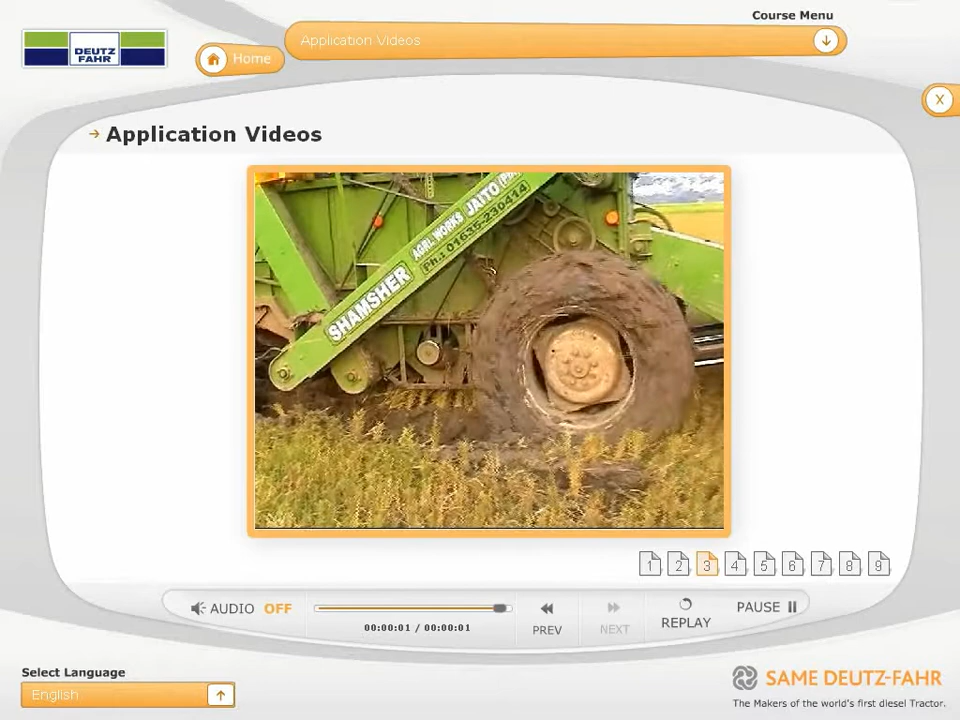 Course Menu
DEUTZ
FAHR
Home
Application Videos
X
Application Videos
SHAMSHER
AGRI. WORKS JAITO
Ph.: 01635-230414
1 2 3 4 5 6 7 8 9
AUDIO OFF
00:00:01 / 00:00:01
PREV
NEXT
REPLAY
PAUSE
Select Language
English
SAME DEUTZ-FAHR
The Makers of the world's first diesel Tractor.